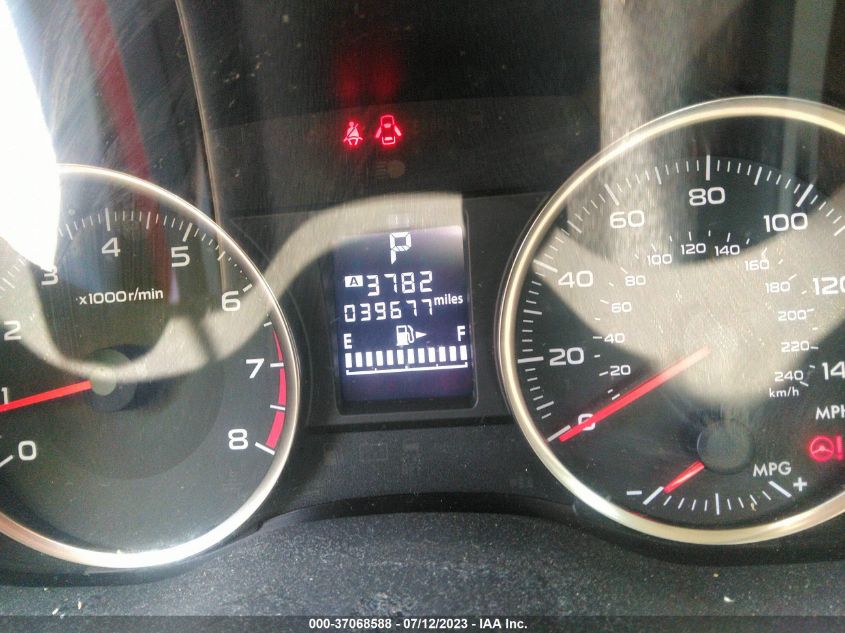 0 1 2 3 4 5 6 7 8
x1000r/min
P
A 3782
039677 miles
E F
0 20 40 60 80 100 120
20 40 60 80 100 120 140 160 180 200 220 240
km/h
MPG
- +
!
000-37068588 - 07/12/2023 - IAA Inc.